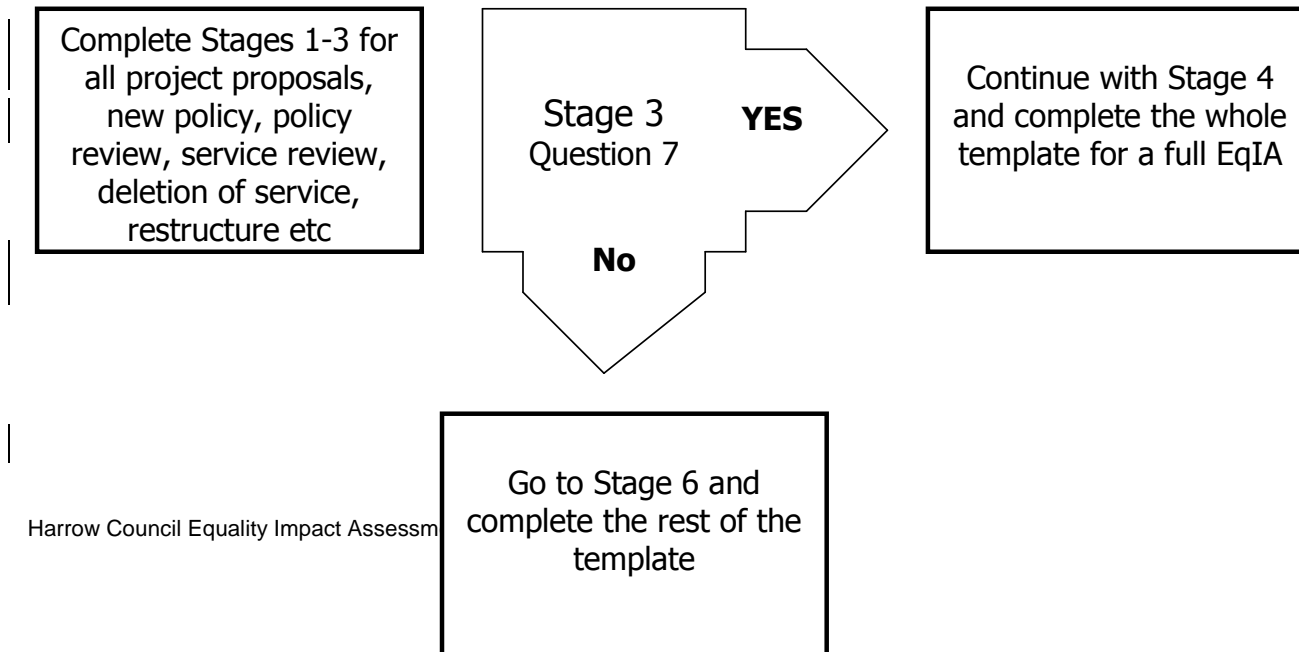 Complete Stages 1-3 for
all project proposals,
new policy, policy
review, service review,
deletion of service,
restructure etc
Stage 3
Question 7
YES
No
Continue with Stage 4
and complete the whole
template for a full EqIA
Go to Stage 6 and
complete the rest of the
template
Harrow Council Equality Impact Assessm